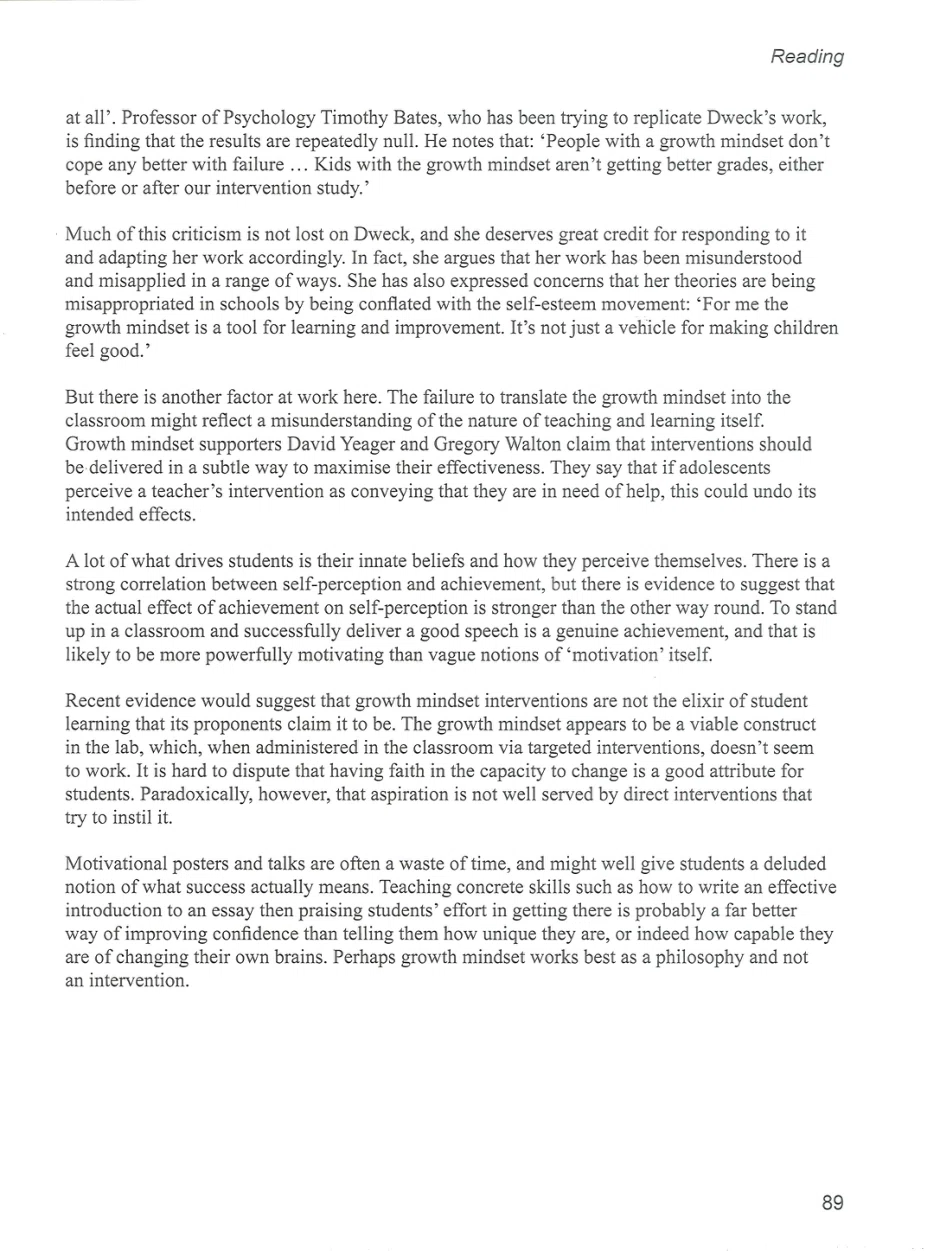 Reading
at all’. Professor of Psychology Timothy Bates, who has been trying to replicate Dweck’s work,
is finding that the results are repeatedly null. He notes that: ‘People with a growth mindset don’t
cope any better with failure … Kids with the growth mindset aren’t getting better grades, either
before or after our intervention study.’
Much of this criticism is not lost on Dweck, and she deserves great credit for responding to it
and adapting her work accordingly. In fact, she argues that her work has been misunderstood
and misapplied in a range of ways. She has also expressed concerns that her theories are being
misappropriated in schools by being conflated with the self-esteem movement: ‘For me the
growth mindset is a tool for learning and improvement. It’s not just a vehicle for making children
feel good.’
But there is another factor at work here. The failure to translate the growth mindset into the
classroom might reflect a misunderstanding of the nature of teaching and learning itself.
Growth mindset supporters David Yeager and Gregory Walton claim that interventions should
be delivered in a subtle way to maximise their effectiveness. They say that if adolescents
perceive a teacher’s intervention as conveying that they are in need of help, this could undo its
intended effects.
A lot of what drives students is their innate beliefs and how they perceive themselves. There is a
strong correlation between self-perception and achievement, but there is evidence to suggest that
the actual effect of achievement on self-perception is stronger than the other way round. To stand
up in a classroom and successfully deliver a good speech is a genuine achievement, and that is
likely to be more powerfully motivating than vague notions of ‘motivation’ itself.
Recent evidence would suggest that growth mindset interventions are not the elixir of student
learning that its proponents claim it to be. The growth mindset appears to be a viable construct
in the lab, which, when administered in the classroom via targeted interventions, doesn’t seem
to work. It is hard to dispute that having faith in the capacity to change is a good attribute for
students. Paradoxically, however, that aspiration is not well served by direct interventions that
try to instil it.
Motivational posters and talks are often a waste of time, and might well give students a deluded
notion of what success actually means. Teaching concrete skills such as how to write an effective
introduction to an essay then praising students’ effort in getting there is probably a far better
way of improving confidence than telling them how unique they are, or indeed how capable they
are of changing their own brains. Perhaps growth mindset works best as a philosophy and not
an intervention.
89